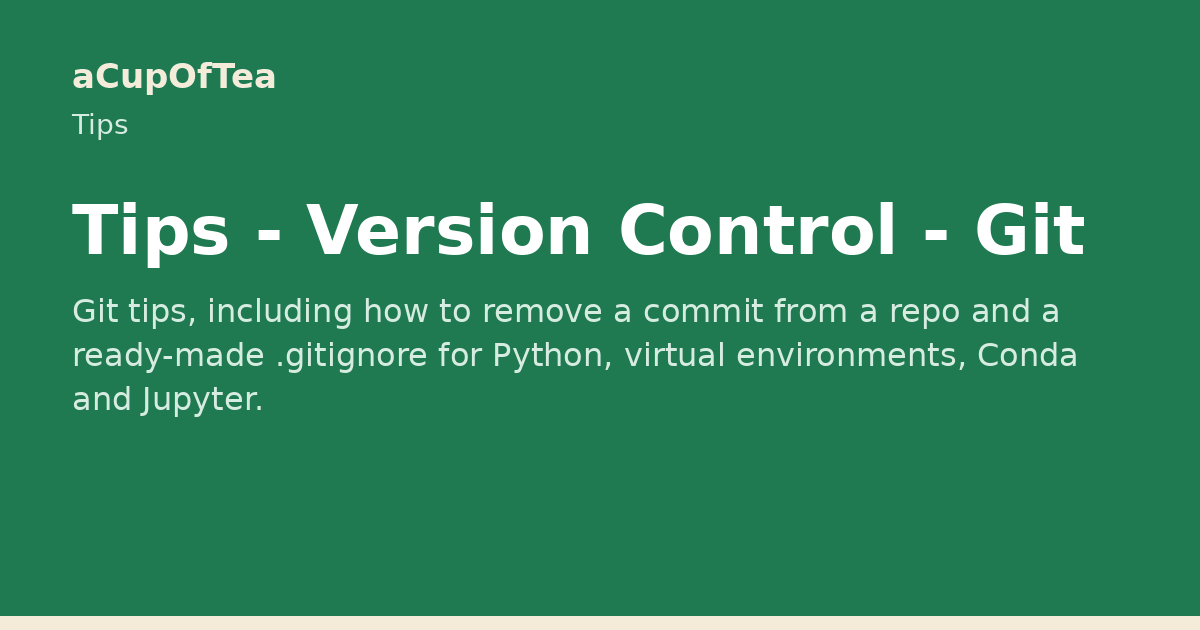 aCupOfTea
Tips
Tips - Version Control - Git
Git tips, including how to remove a commit from a repo and a
ready-made .gitignore for Python, virtual environments, Conda
and Jupyter.